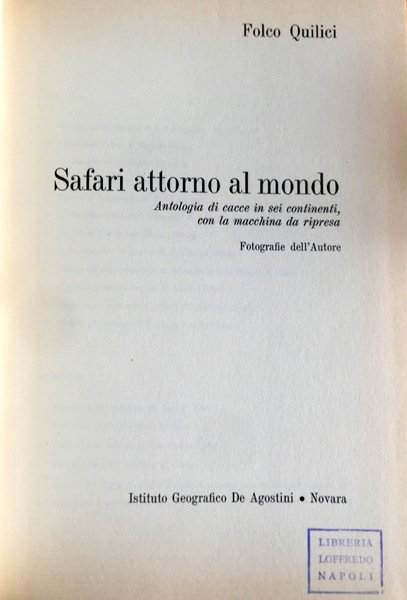 Folco Quilici
Safari attorno al mondo
Antologia di cacce in sei continenti,
con la macchina da ripresa
Fotografie dell'Autore
Istituto Geografico De Agostini • Novara
LIBRERIA
LOFFREDO
NAPOLI